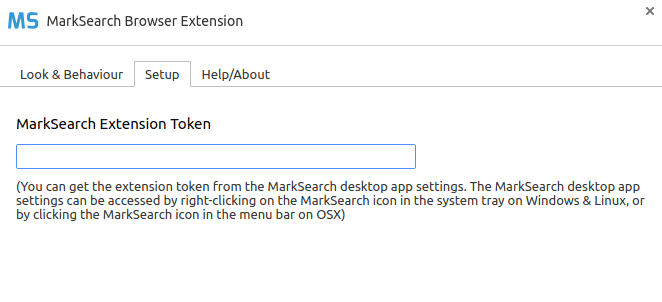 MS MarkSearch Browser Extension
Look & Behaviour Setup Help/About
MarkSearch Extension Token
(You can get the extension token from the MarkSearch desktop app settings. The MarkSearch desktop app
settings can be accessed by right-clicking on the MarkSearch icon in the system tray on Windows & Linux, or
by clicking the MarkSearch icon in the menu bar on OSX)